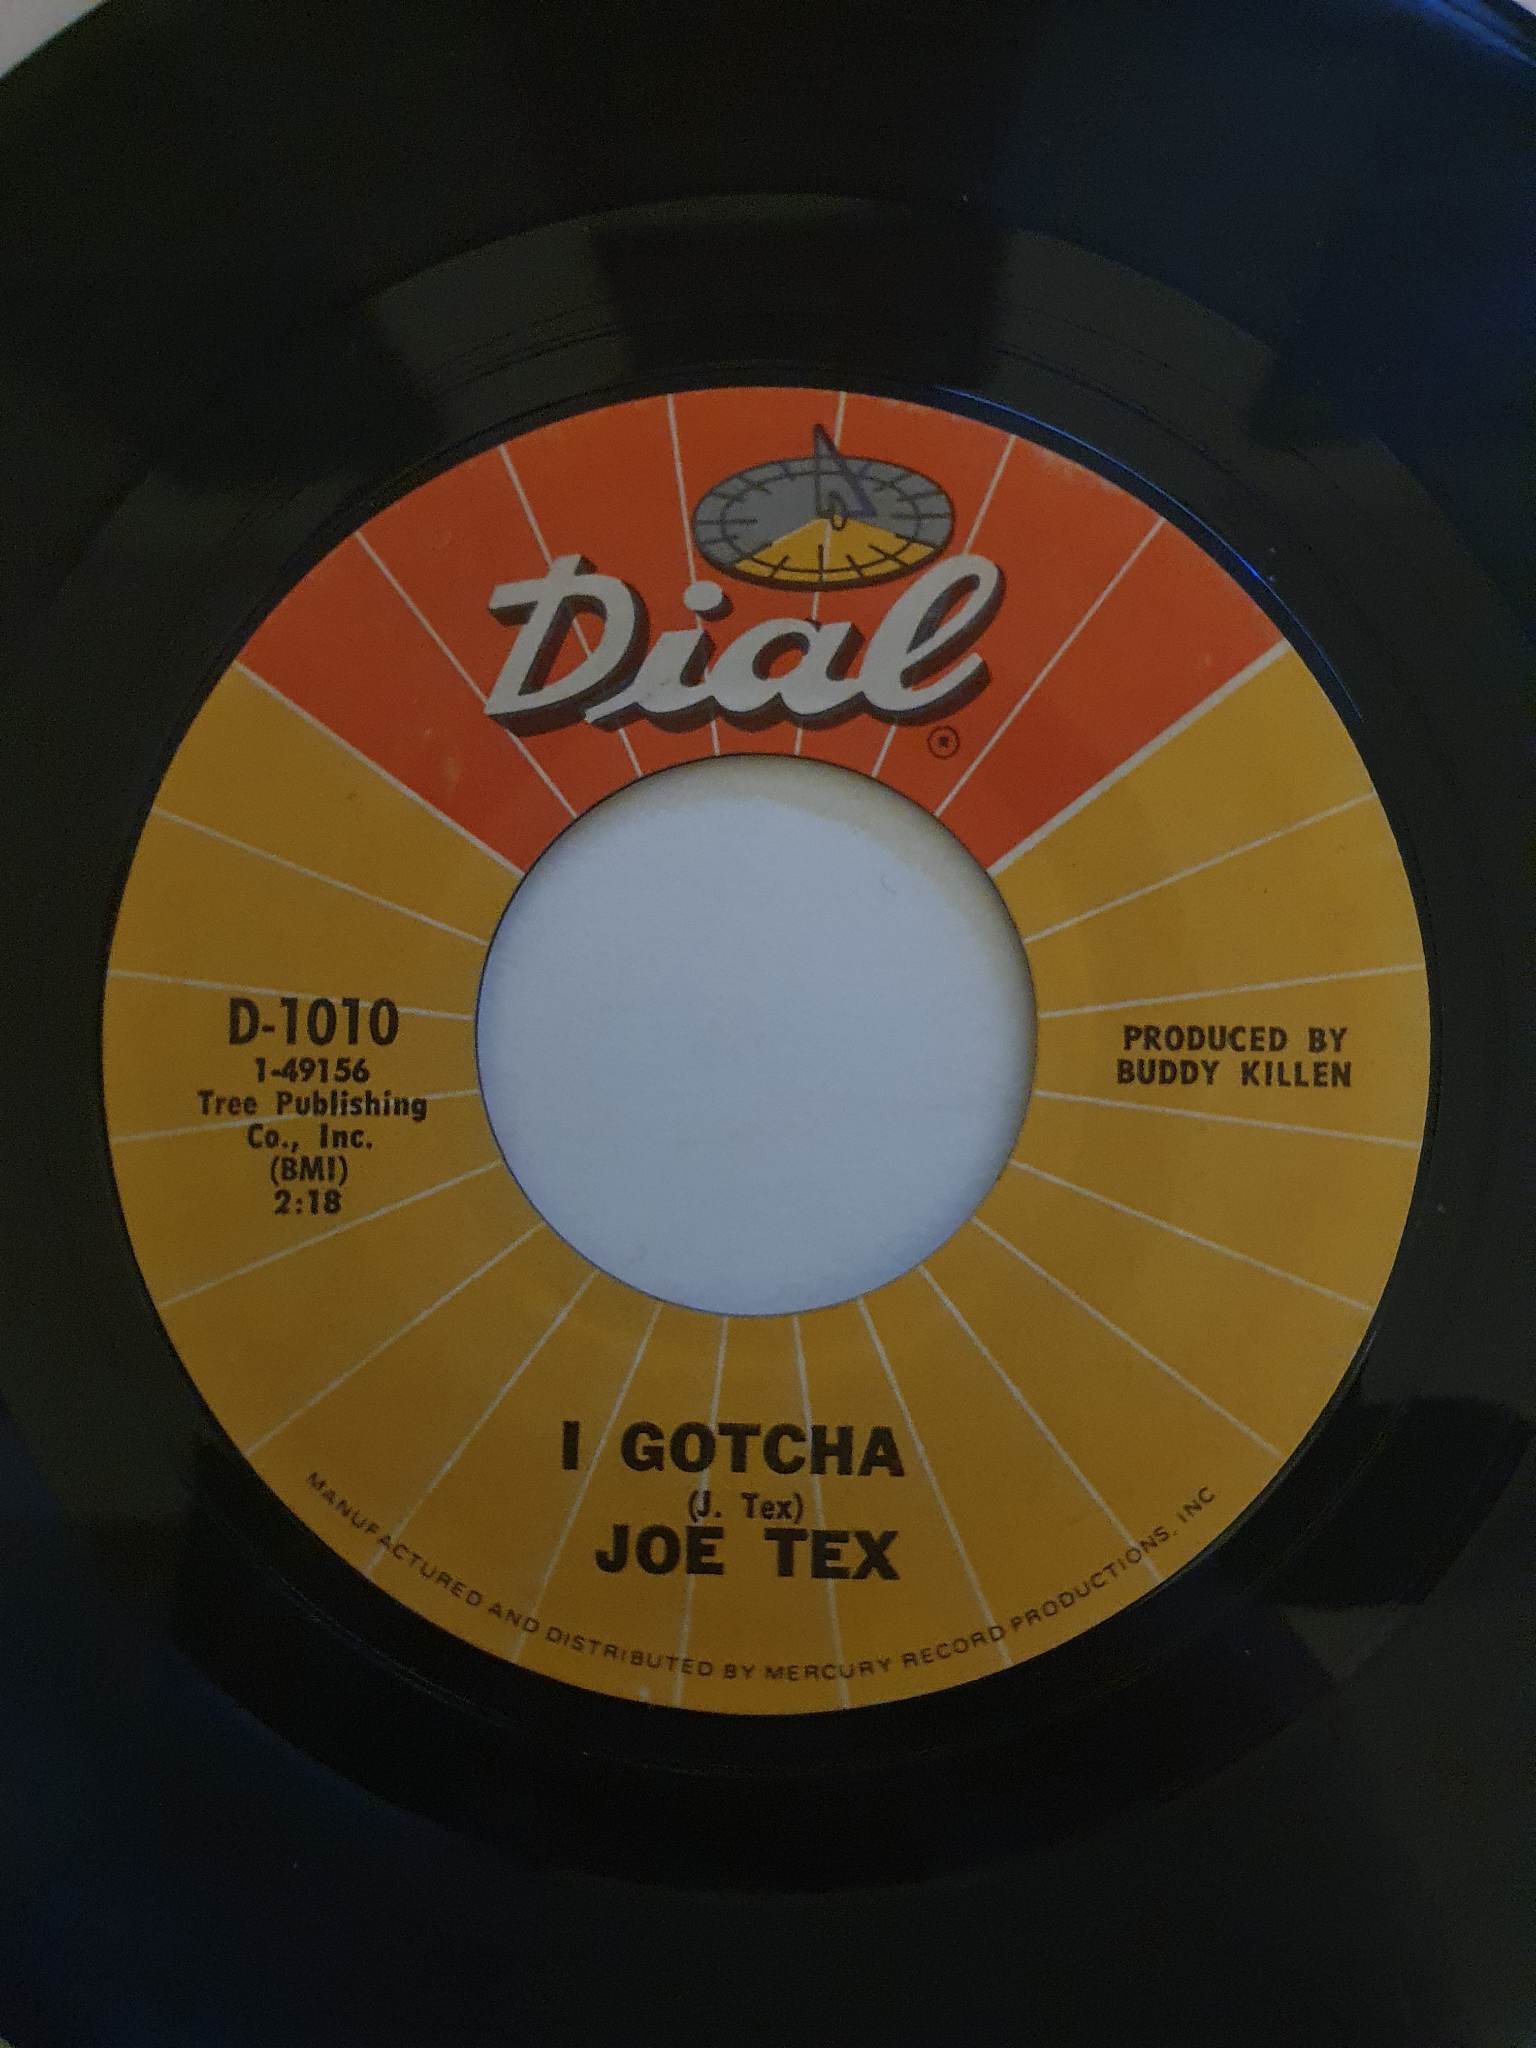 Dial
®
D-1010
1-49156
Tree Publishing
Co., Inc.
(BMI)
2:18
PRODUCED BY
BUDDY KILLEN
I GOTCHA
(J. Tex)
JOE TEX
MANUFACTURED AND DISTRIBUTED BY MERCURY RECORD PRODUCTIONS, INC